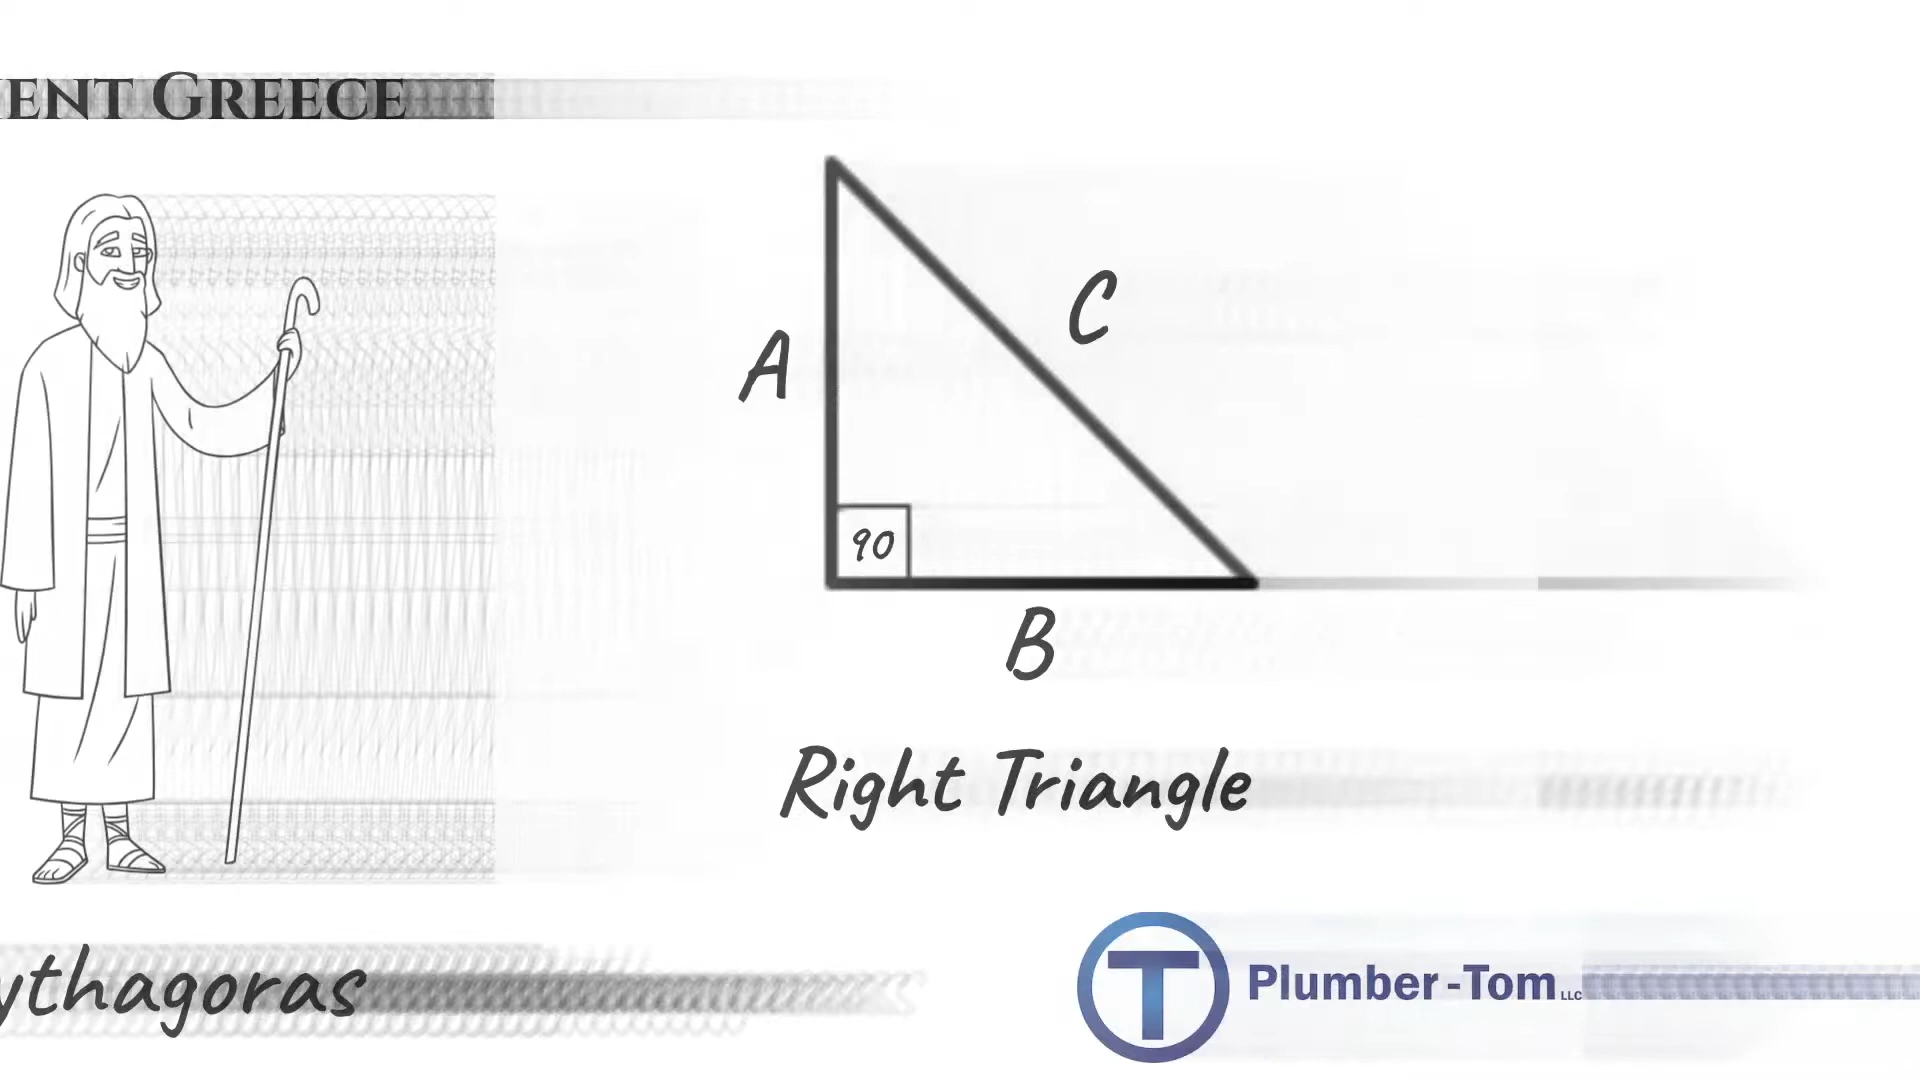 ENT GREECE
A
C
90
B
Right Triangle
ythagoras
T
Plumber-Tom LLC